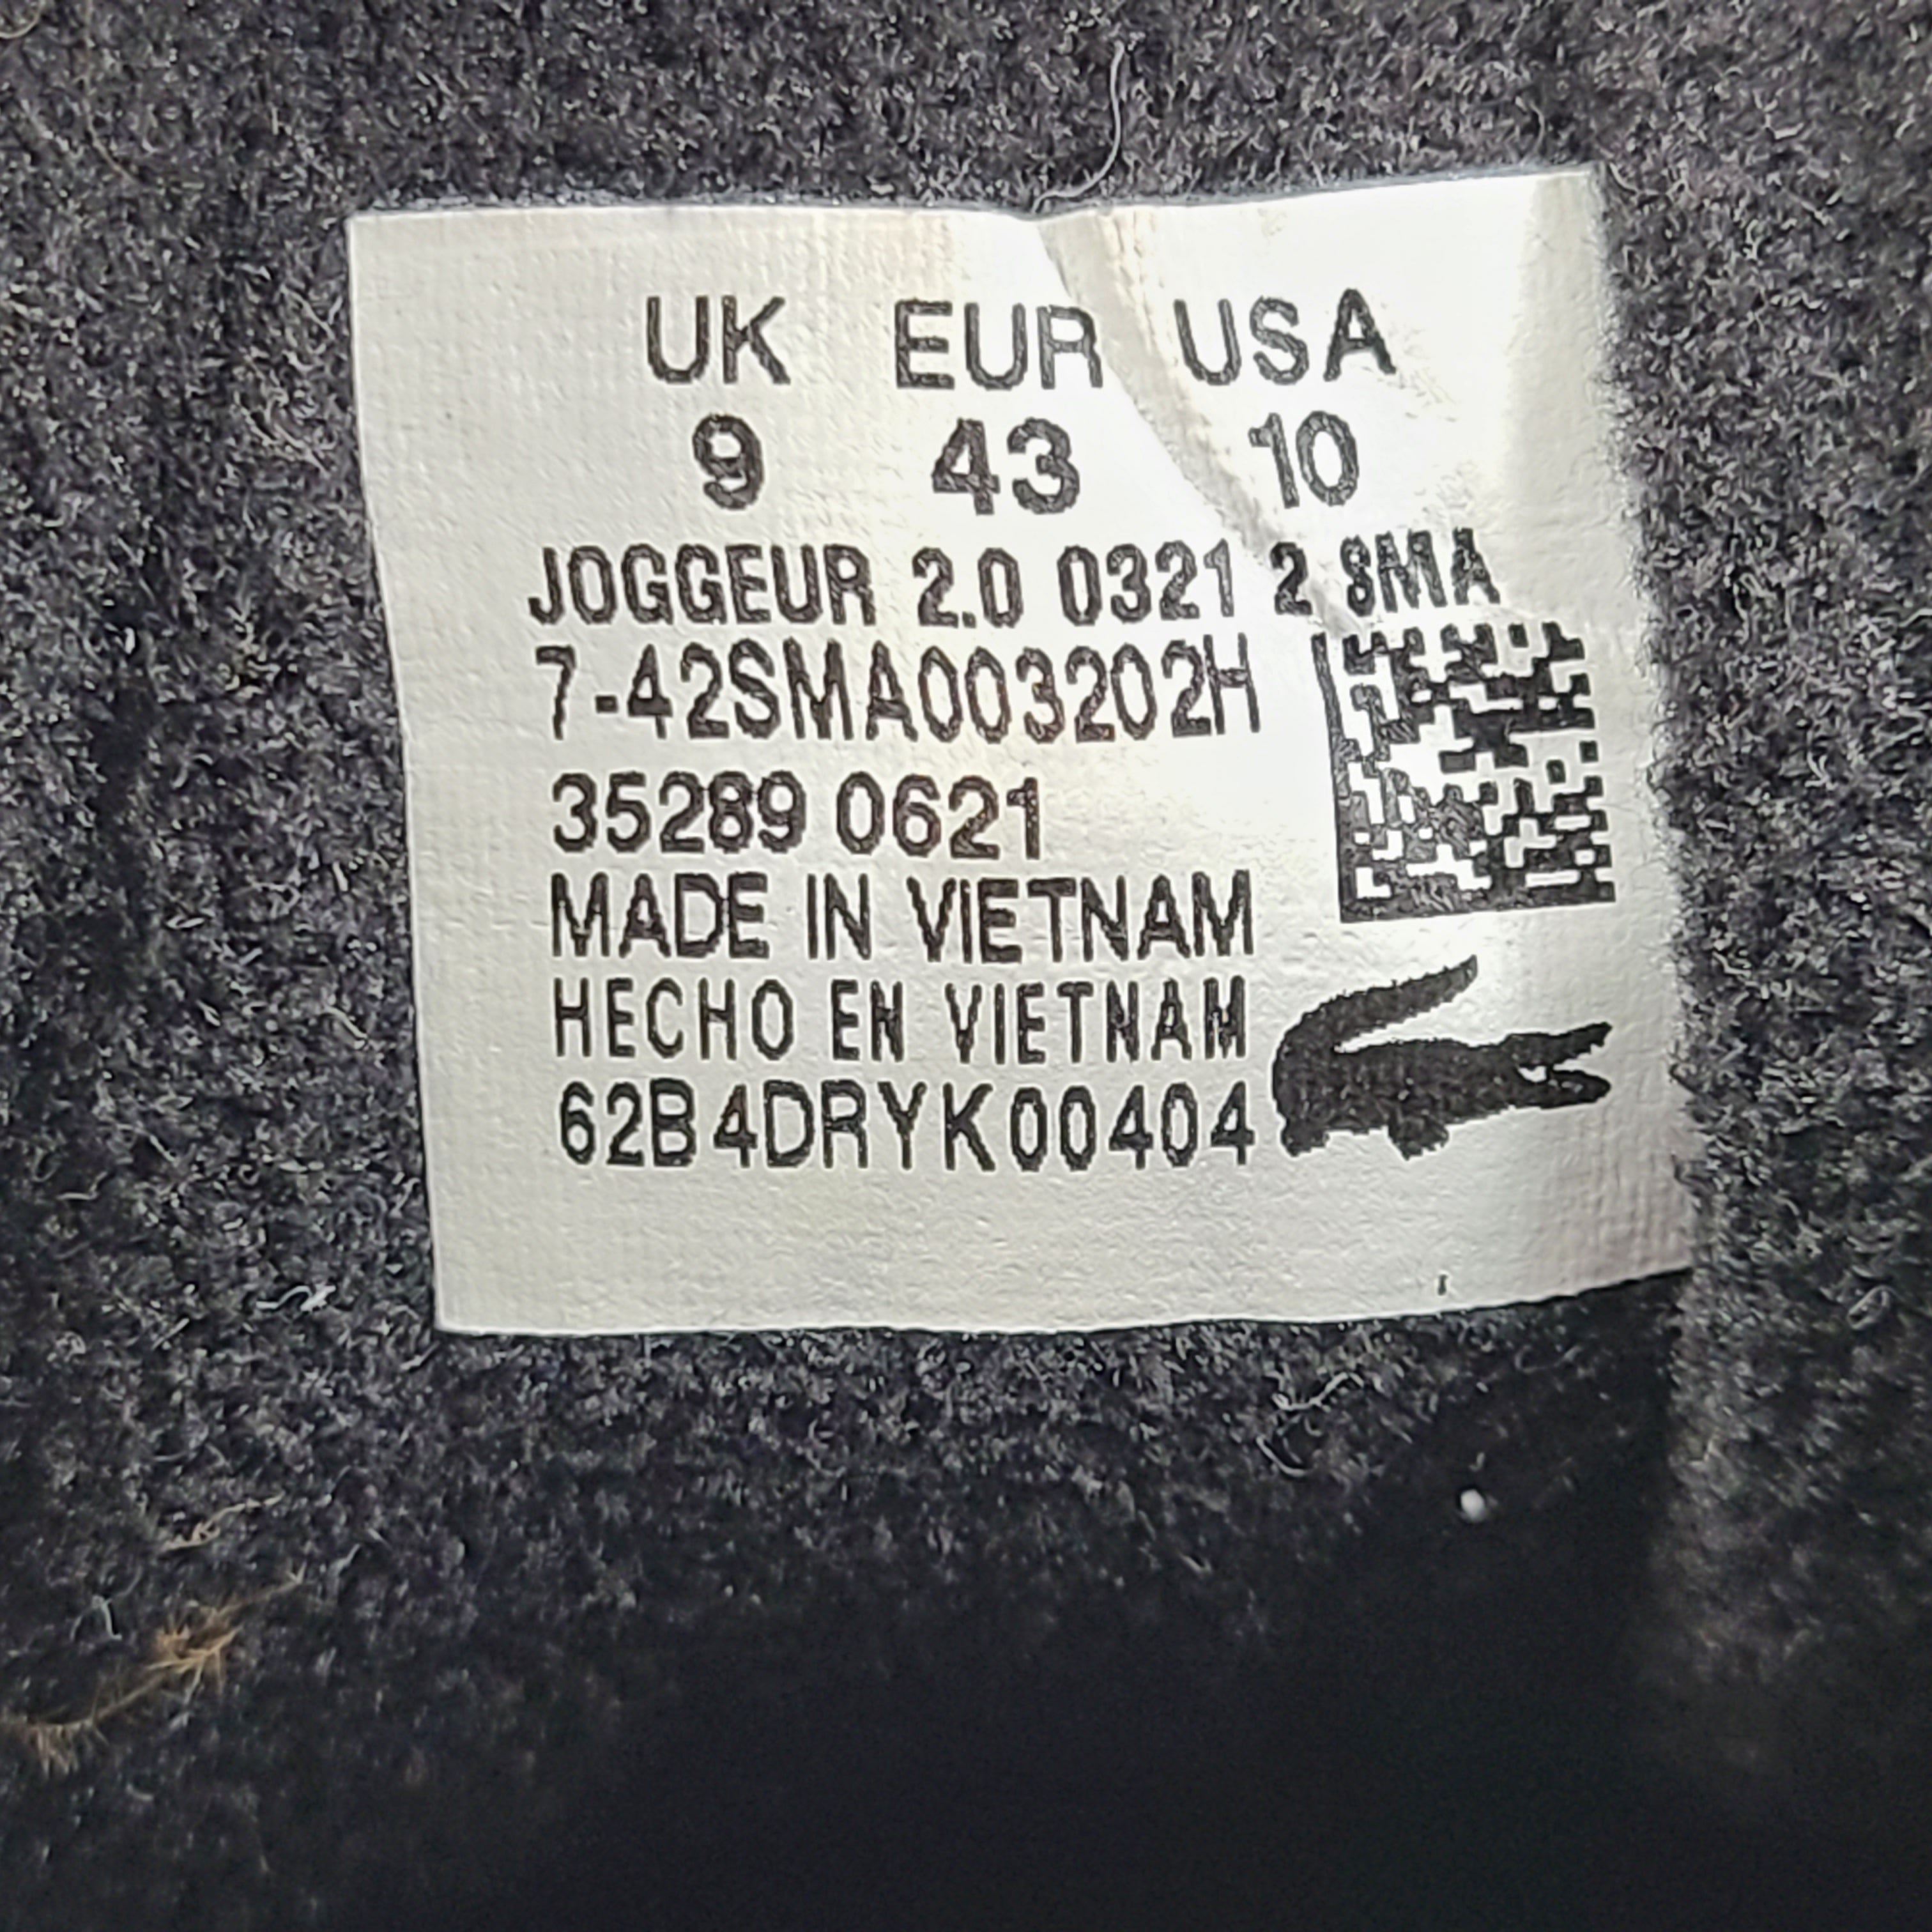 UK EUR USA
9 43 10
JOGGEUR 2.0 0321 2 SMA
7-42SMA003202H
35289 0621
MADE IN VIETNAM
HECHO EN VIETNAM
62B4DRYK00404